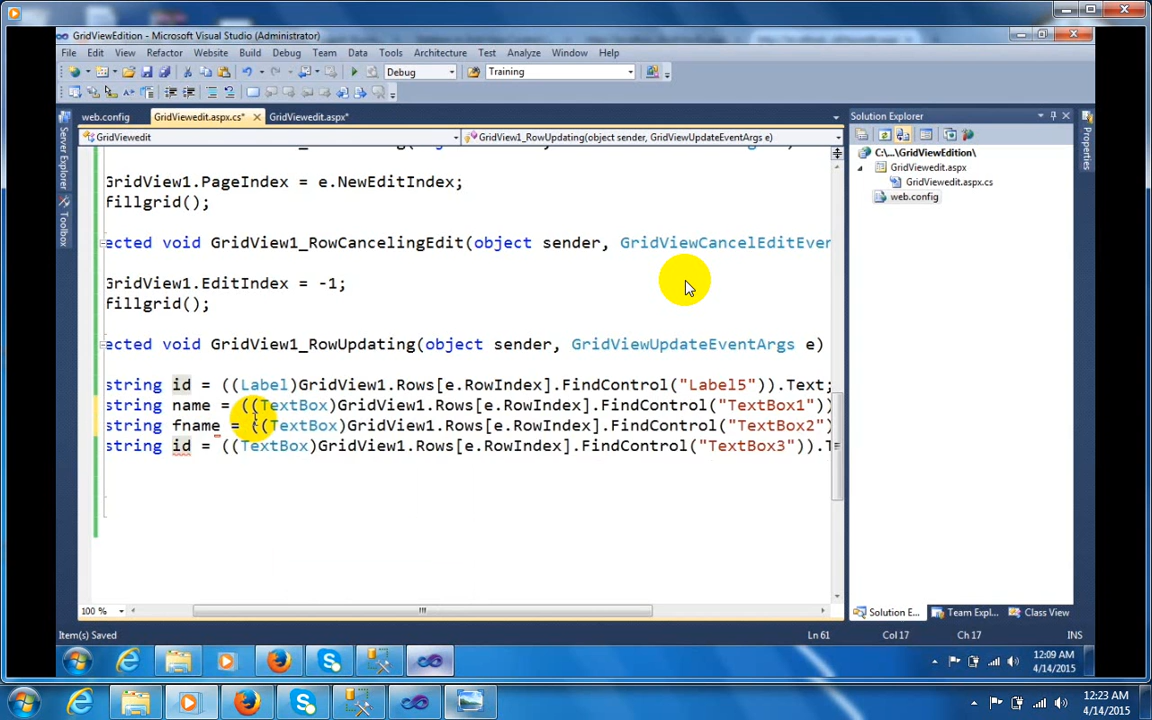 GridViewEdition - Microsoft Visual Studio (Administrator)
File Edit View Refactor Website Build Debug Team Data Tools Architecture Test Analyze Window Help
Debug Training
web.config GridViewedit.aspx.cs* GridViewedit.aspx*
GridViewedit GridView1_RowUpdating(object sender, GridViewUpdateEventArgs e)
Server Explorer
Toolbox
GridView1.PageIndex = e.NewEditIndex;
fillgrid();
ected void GridView1_RowCancelingEdit(object sender, GridViewCancelEditEver
GridView1.EditIndex = -1;
fillgrid();
ected void GridView1_RowUpdating(object sender, GridViewUpdateEventArgs e)
string id = ((Label)GridView1.Rows[e.RowIndex].FindControl("Label5")).Text;
string name = ((TextBox)GridView1.Rows[e.RowIndex].FindControl("TextBox1"))
string fname = ((TextBox)GridView1.Rows[e.RowIndex].FindControl("TextBox2")
string id = ((TextBox)GridView1.Rows[e.RowIndex].FindControl("TextBox3")).T
100 %
Solution Explorer
C:\...\GridViewEdition\
GridViewedit.aspx
GridViewedit.aspx.cs
web.config
Properties
Solution E... Team Expl... Class View
Item(s) Saved Ln 61 Col 17 Ch 17 INS
12:09 AM
4/14/2015
12:23 AM
4/14/2015